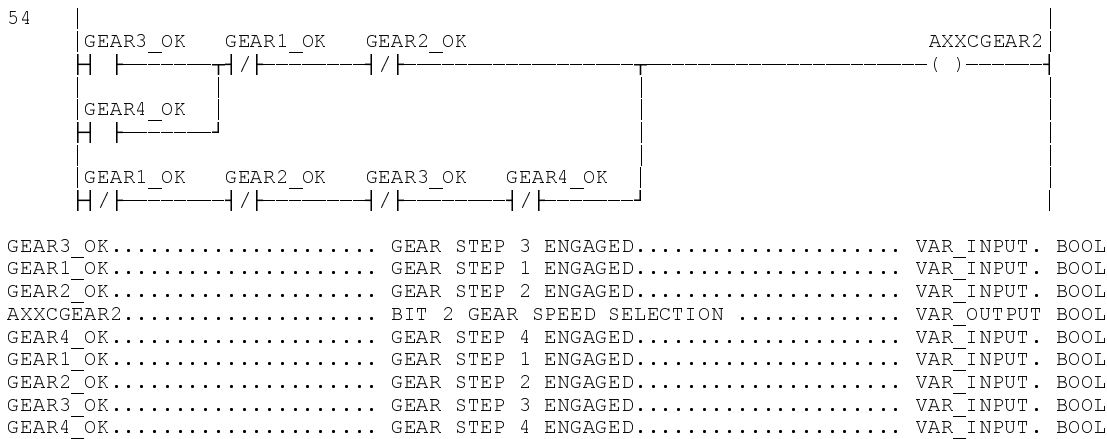 54
GEAR3_OK GEAR1_OK GEAR2_OK AXXCGEAR2
/ / ( )
GEAR4_OK
GEAR1_OK GEAR2_OK GEAR3_OK GEAR4_OK
/ / / /
GEAR3_OK..................... GEAR STEP 3 ENGAGED..................... VAR_INPUT. BOOL
GEAR1_OK..................... GEAR STEP 1 ENGAGED..................... VAR_INPUT. BOOL
GEAR2_OK..................... GEAR STEP 2 ENGAGED..................... VAR_INPUT. BOOL
AXXCGEAR2.................... BIT 2 GEAR SPEED SELECTION ............. VAR_OUTPUT BOOL
GEAR4_OK..................... GEAR STEP 4 ENGAGED..................... VAR_INPUT. BOOL
GEAR1_OK..................... GEAR STEP 1 ENGAGED..................... VAR_INPUT. BOOL
GEAR2_OK..................... GEAR STEP 2 ENGAGED..................... VAR_INPUT. BOOL
GEAR3_OK..................... GEAR STEP 3 ENGAGED..................... VAR_INPUT. BOOL
GEAR4_OK..................... GEAR STEP 4 ENGAGED..................... VAR_INPUT. BOOL